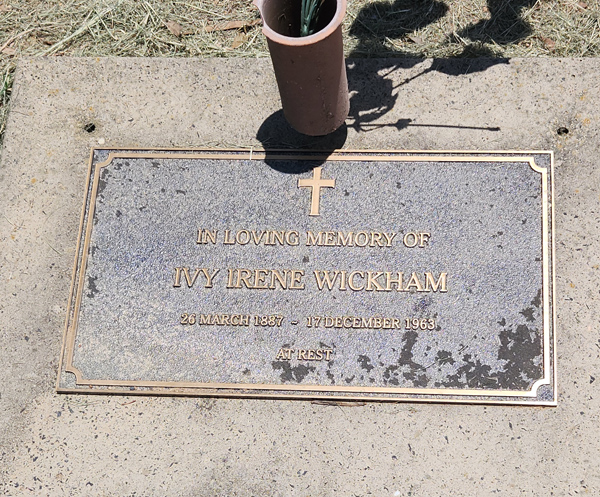 IN LOVING MEMORY OF
IVY IRENE WICKHAM
26 MARCH 1887 - 17 DECEMBER 1963
AT REST